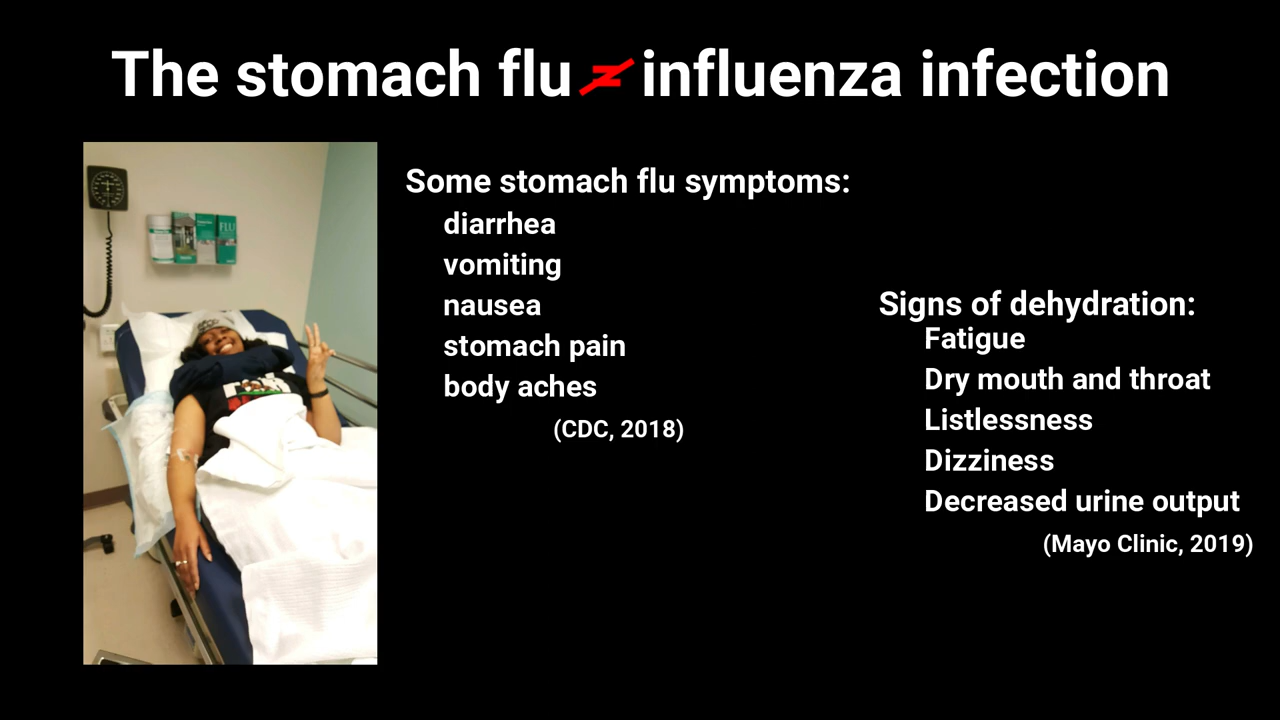 The stomach flu ≠ influenza infection
Some stomach flu symptoms:
diarrhea
vomiting
nausea
stomach pain
body aches
(CDC, 2018)
Signs of dehydration:
Fatigue
Dry mouth and throat
Listlessness
Dizziness
Decreased urine output
(Mayo Clinic, 2019)
FLU